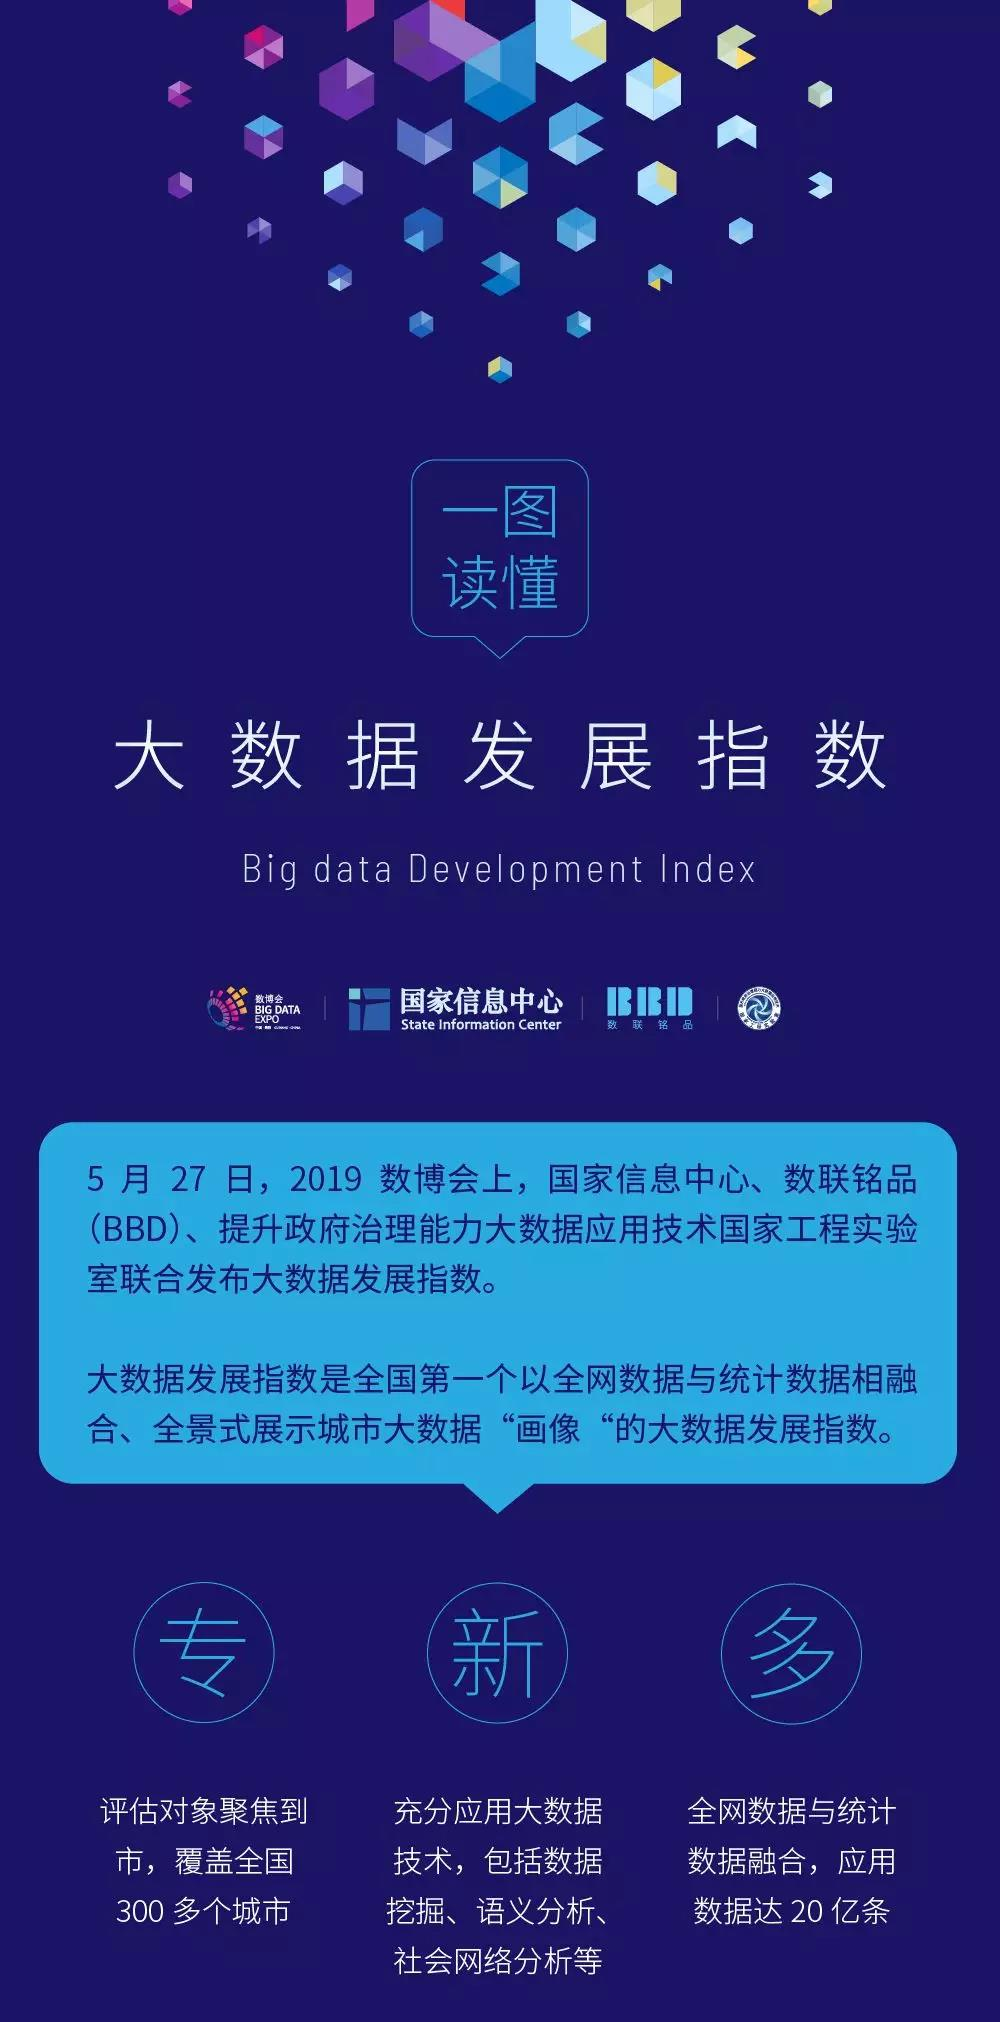 一图
读懂
大数据发展指数
Big data Development Index
数博会
BIG DATA
EXPO
国家信息中心
State Information Center
BBD
数联铭品
5 月 27 日，2019 数博会上，国家信息中心、数联铭品
（BBD）、提升政府治理能力大数据应用技术国家工程实验
室联合发布大数据发展指数。
大数据发展指数是全国第一个以全网数据与统计数据相融
合、全景式展示城市大数据“画像“的大数据发展指数。
专
新
多
评估对象聚焦到
市，覆盖全国
300 多个城市
充分应用大数据
技术，包括数据
挖掘、语义分析、
社会网络分析等
全网数据与统计
数据融合，应用
数据达 20 亿条